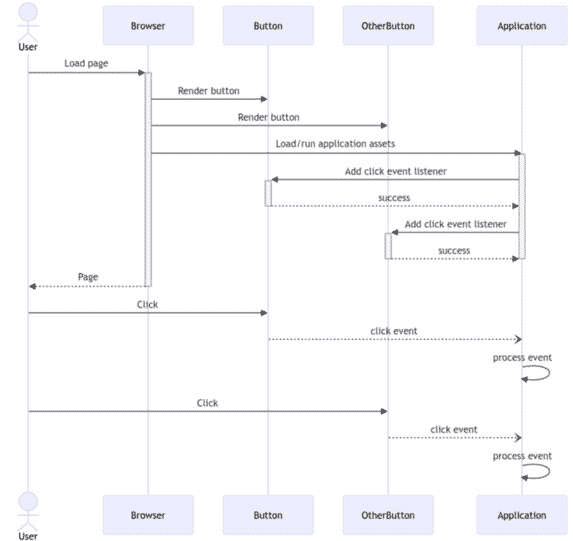 User
Browser
Button
OtherButton
Application
Load page
Render button
Render button
Load/run application assets
Add click event listener
success
Add click event listener
success
Page
Click
click event
process event
Click
click event
process event
User
Browser
Button
OtherButton
Application